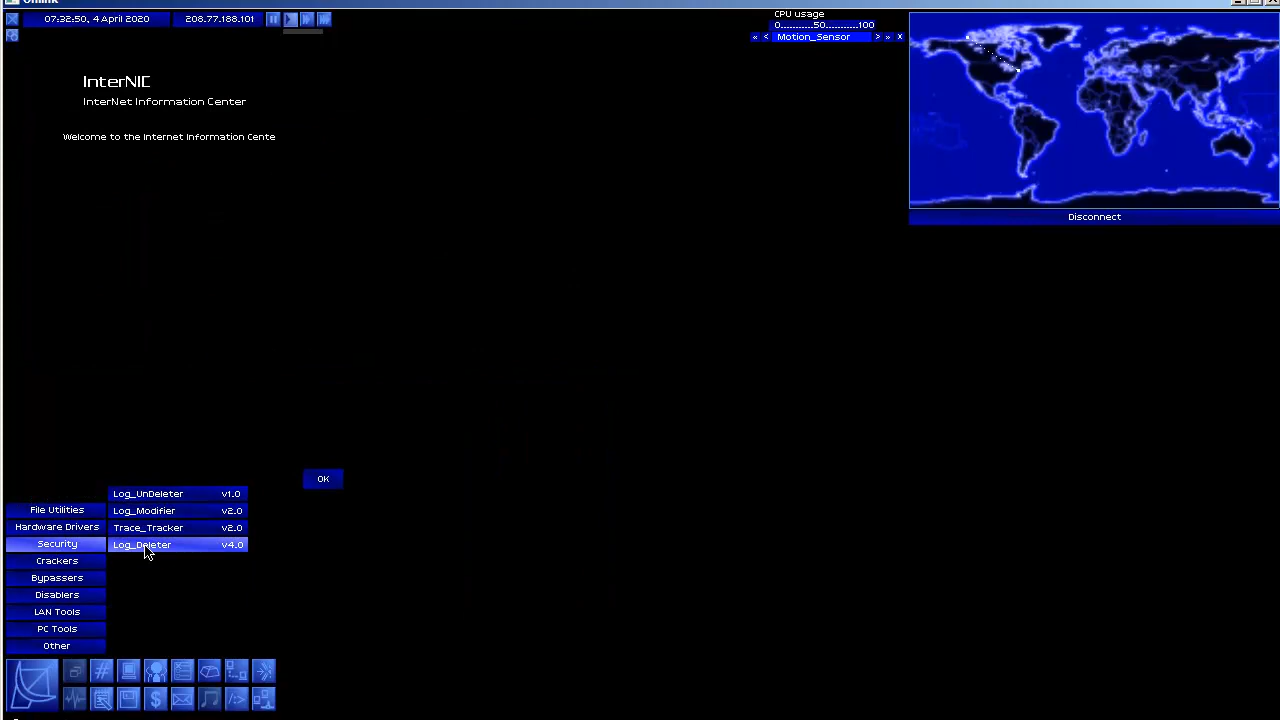 07:32:50, 4 April 2020
208.77.188.101
CPU usage
0...........50...........100
« < Motion_Sensor > » x
InterNIC
InterNet Information Center
Welcome to the Internet Information Cente
Disconnect
OK
Log_UnDeleter v1.0
File Utilities
Log_Modifier v2.0
Hardware Drivers
Trace_Tracker v2.0
Security
Log_Deleter v4.0
Crackers
Bypassers
Disablers
LAN Tools
PC Tools
Other